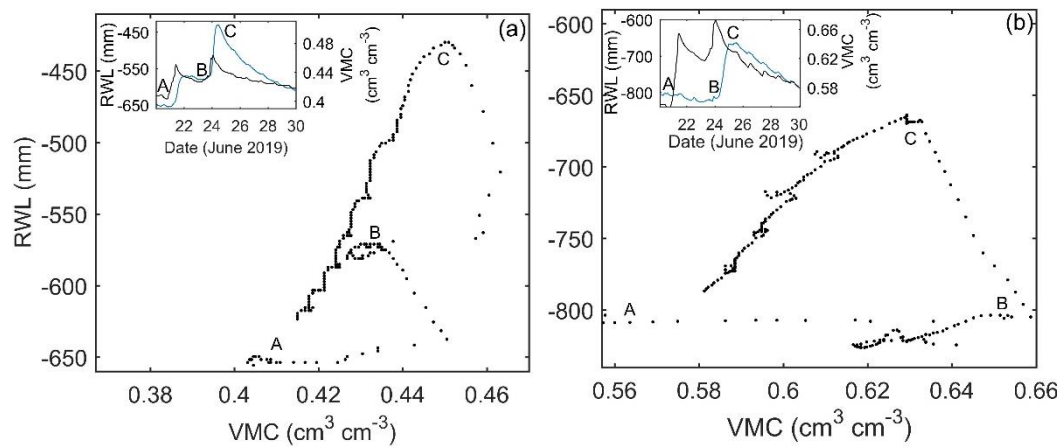 (a)
RWL (mm)
-450
-550
-650
A
B
C
0.48
0.44
0.4
VMC
(cm³ cm⁻³)
22 24 26 28 30
Date (June 2019)
RWL (mm)
-450
-500
-550
-600
-650
C
B
A
0.38 0.40 0.42 0.44 0.46
VMC (cm³ cm⁻³)
(b)
RWL (mm)
-600
-700
-800
A
B
C
0.66
0.62
0.58
VMC
(cm³ cm⁻³)
22 24 26 28 30
Date (June 2019)
RWL (mm)
-600
-650
-700
-750
-800
C
A
B
0.56 0.58 0.6 0.62 0.64 0.66
VMC (cm³ cm⁻³)